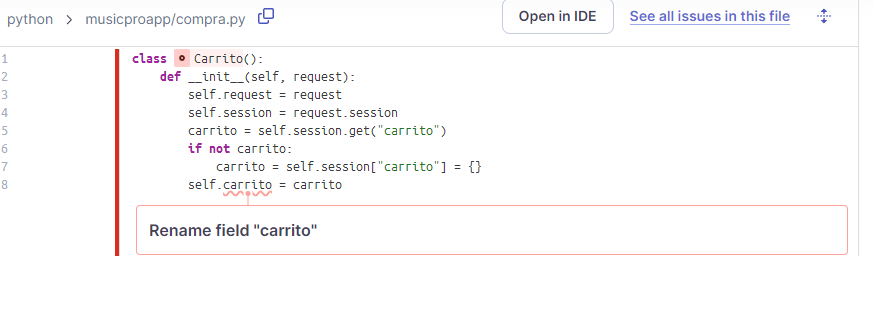 python > musicproapp/compra.py Open in IDE See all issues in this file
1 class Carrito():
2 def __init__(self, request):
3 self.request = request
4 self.session = request.session
5 carrito = self.session.get("carrito")
6 if not carrito:
7 carrito = self.session["carrito"] = {}
8 self.carrito = carrito
Rename field "carrito"